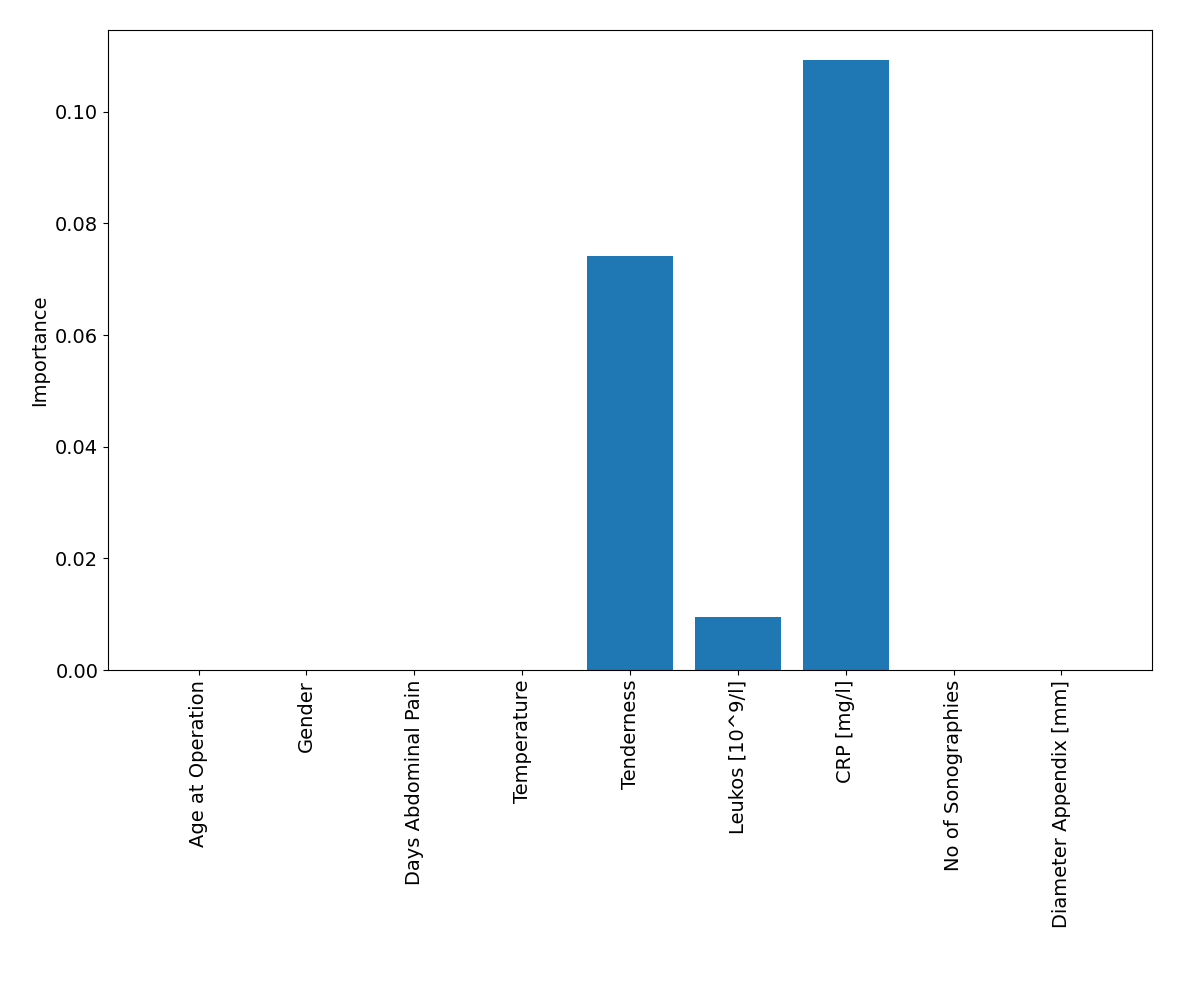 0.10
0.08
0.06
0.04
0.02
0.00
Importance
Age at Operation
Gender
Days Abdominal Pain
Temperature
Tenderness
Leukos [10^9/l]
CRP [mg/l]
No of Sonographies
Diameter Appendix [mm]